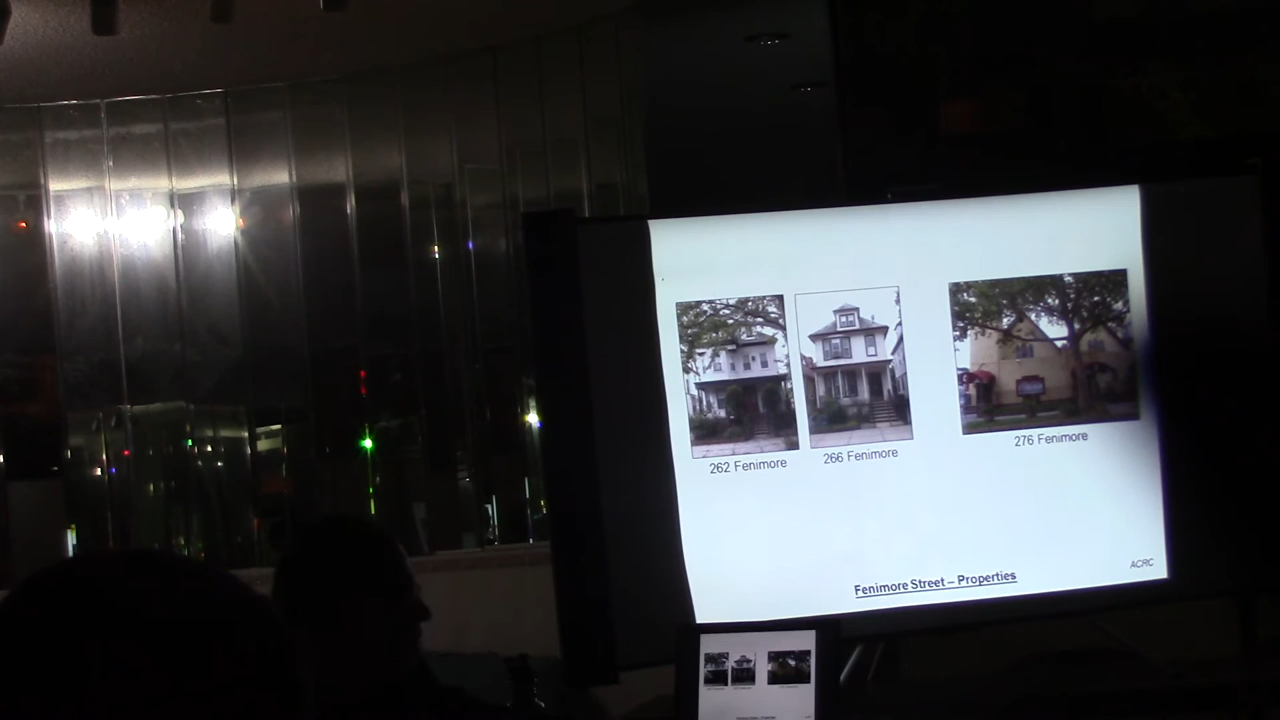 262 Fenimore
266 Fenimore
276 Fenimore
ACRC
Fenimore Street – Properties